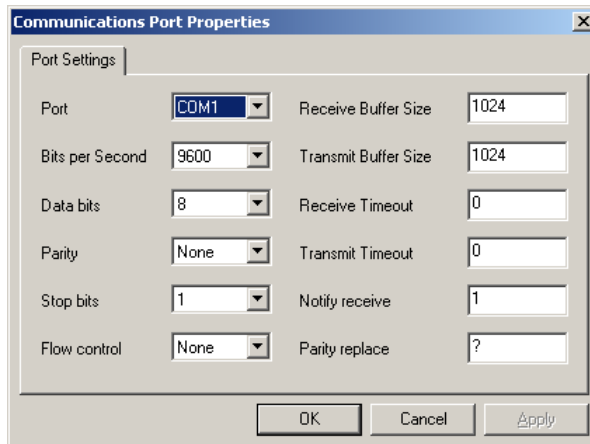 Communications Port Properties
Port Settings
Port COM1 Receive Buffer Size 1024
Bits per Second 9600 Transmit Buffer Size 1024
Data bits 8 Receive Timeout 0
Parity None Transmit Timeout 0
Stop bits 1 Notify receive 1
Flow control None Parity replace ?
OK Cancel Apply